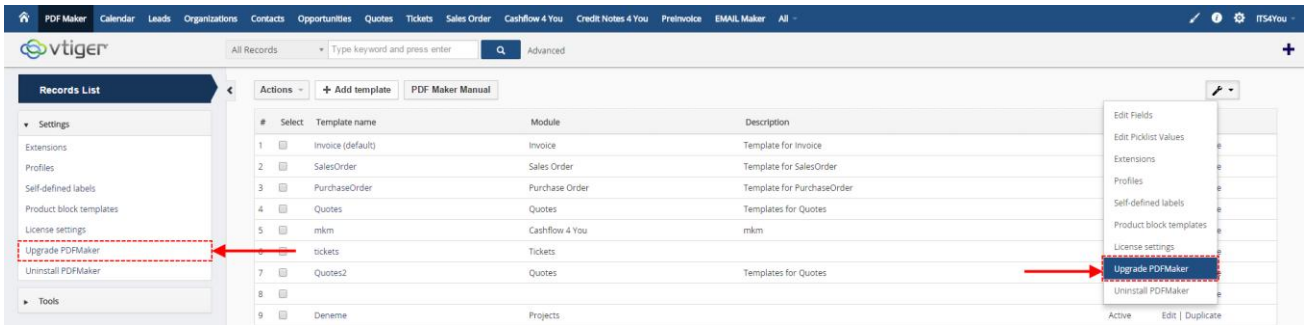 PDF Maker Calendar Leads Organizations Contacts Opportunities Quotes Tickets Sales Order Cashflow 4 You Credit Notes 4 You PreInvoice EMAIL Maker All ITS4You
vtiger All Records Type keyword and press enter Advanced
Records List
Actions + Add template PDF Maker Manual
Settings
Extensions
Profiles
Self-defined labels
Product block templates
License settings
Upgrade PDFMaker
Uninstall PDFMaker
Tools
# Select Template name Module Description
1 Invoice (default) Invoice Template for Invoice
2 SalesOrder Sales Order Template for SalesOrder
3 PurchaseOrder Purchase Order Template for PurchaseOrder
4 Quotes Quotes Templates for Quotes
5 mkm Cashflow 4 You mkm
tickets Tickets
7 Quotes2 Quotes Templates for Quotes
8
9 Deneme Projects Active Edit | Duplicate
Edit Fields
Edit Picklist Values
Extensions
Profiles
Self-defined labels
Product block templates
License settings
Upgrade PDFMaker
Uninstall PDFMaker